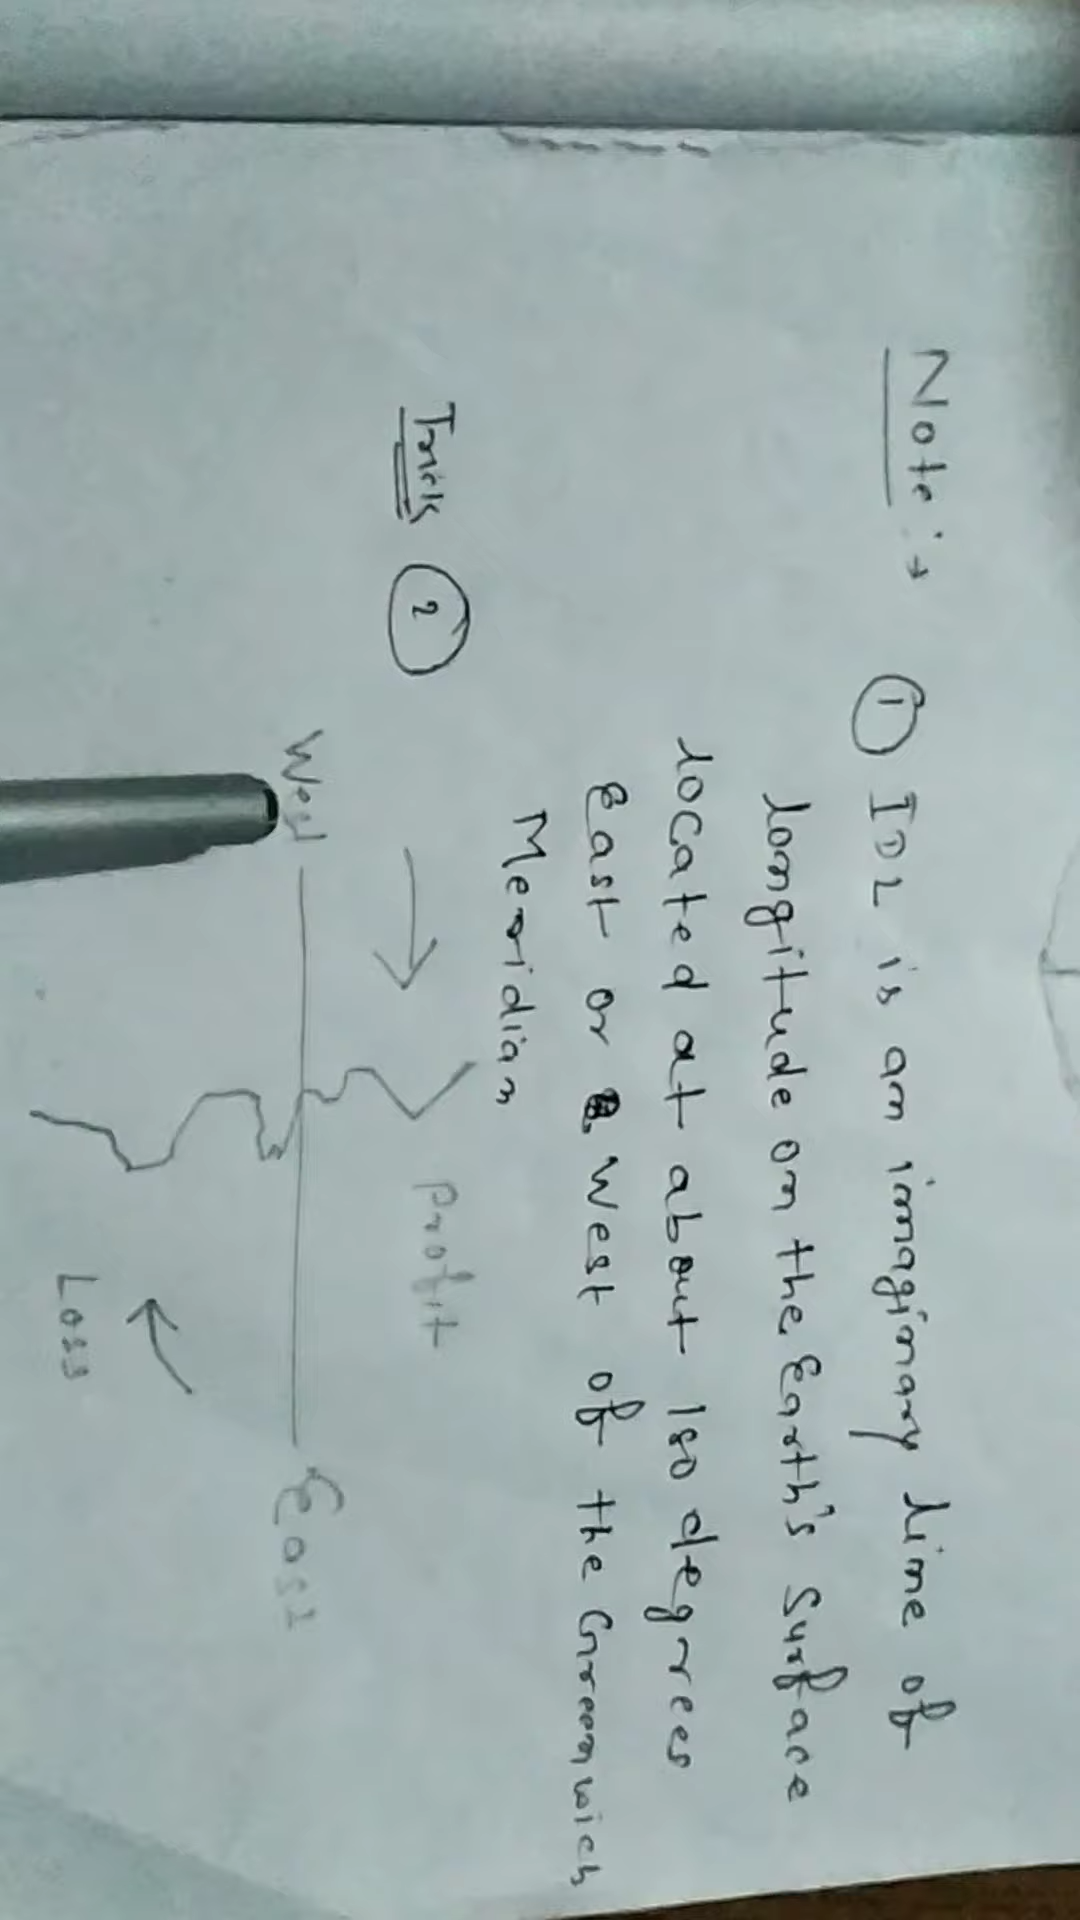 Note :→
① IDL is an imaginary line of
longitude on the Earth's Surface
located at about 180 degrees
East or West of the Greenwich
Meridian
Trick ②
Profit
West
East
Loss